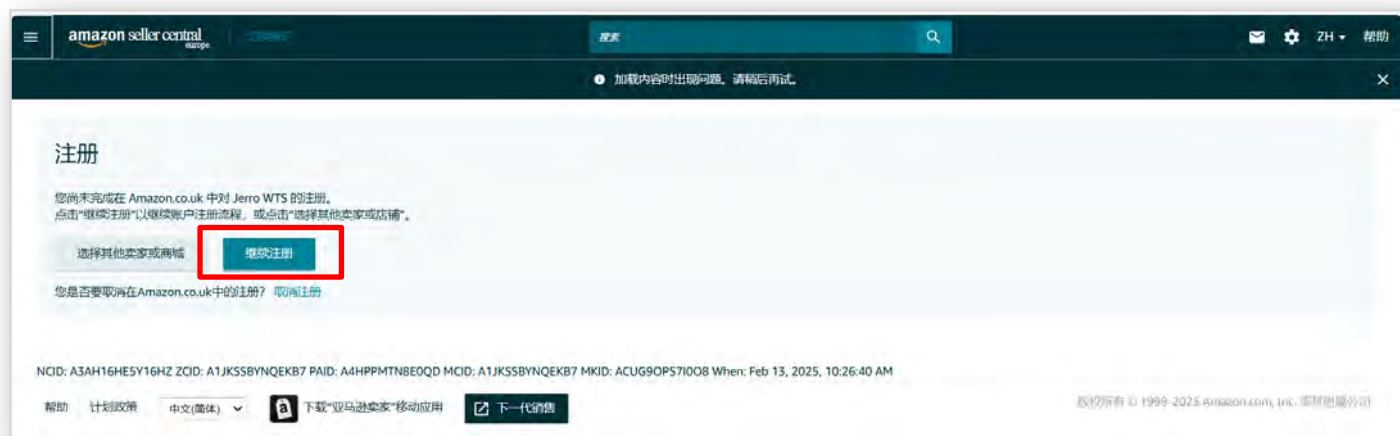 amazon seller central
europe
搜索
ZH
帮助
加载内容时出现问题。请稍后再试。
注册
您尚未完成在 Amazon.co.uk 中对 Jerro WTS 的注册。
点击“继续注册”以继续账户注册流程，或点击“选择其他卖家或店铺”。
选择其他卖家或商城
继续注册
您是否要取消在Amazon.co.uk中的注册？ 取消注册
NCID: A3AH16HE5Y16HZ ZCID: A1JKSSBYNQEKB7 PAID: A4HPPMTN8E0QD MCID: A1JKSSBYNQEKB7 MKID: ACUG9OPS7I0O8 When: Feb 13, 2025, 10:26:40 AM
帮助 计划政策 中文(简体) 下载“亚马逊卖家”移动应用 下一代销售
版权所有 © 1999-2025 Amazon.com, Inc. 或其附属公司